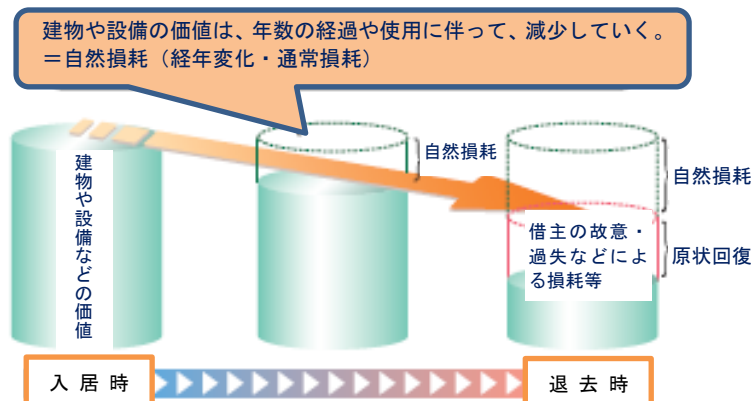 建物や設備の価値は、年数の経過や使用に伴って、減少していく。
＝自然損耗（経年変化・通常損耗）
建物や設備などの価値
自然損耗
自然損耗
借主の故意・
過失などによ
る損耗等
原状回復
入居時
退去時